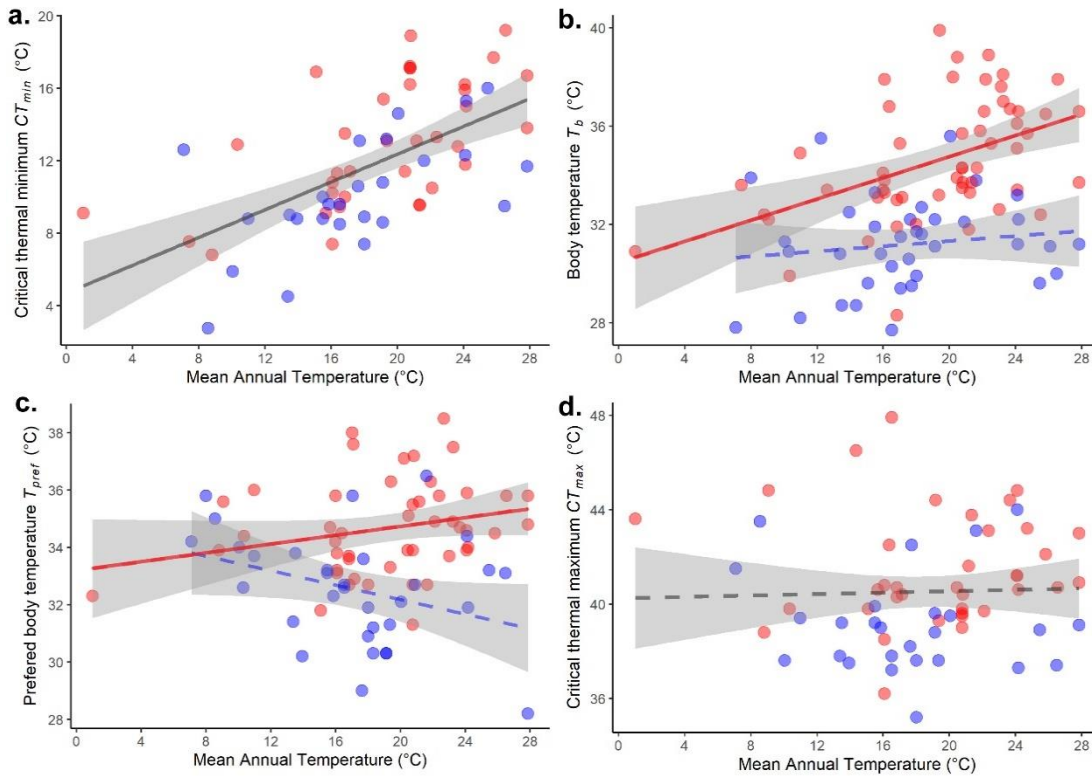 a.
Critical thermal minimum CTmin (°C)
20
16
12
8
4
0 4 8 12 16 20 24 28
Mean Annual Temperature (°C)
b.
Body temperature Tb (°C)
40
36
32
28
0 4 8 12 16 20 24 28
Mean Annual Temperature (°C)
c.
Prefered body temperature Tpref (°C)
38
36
34
32
30
28
0 4 8 12 16 20 24 28
Mean Annual Temperature (°C)
d.
Critical thermal maximum CTmax (°C)
48
44
40
36
0 4 8 12 16 20 24 28
Mean Annual Temperature (°C)